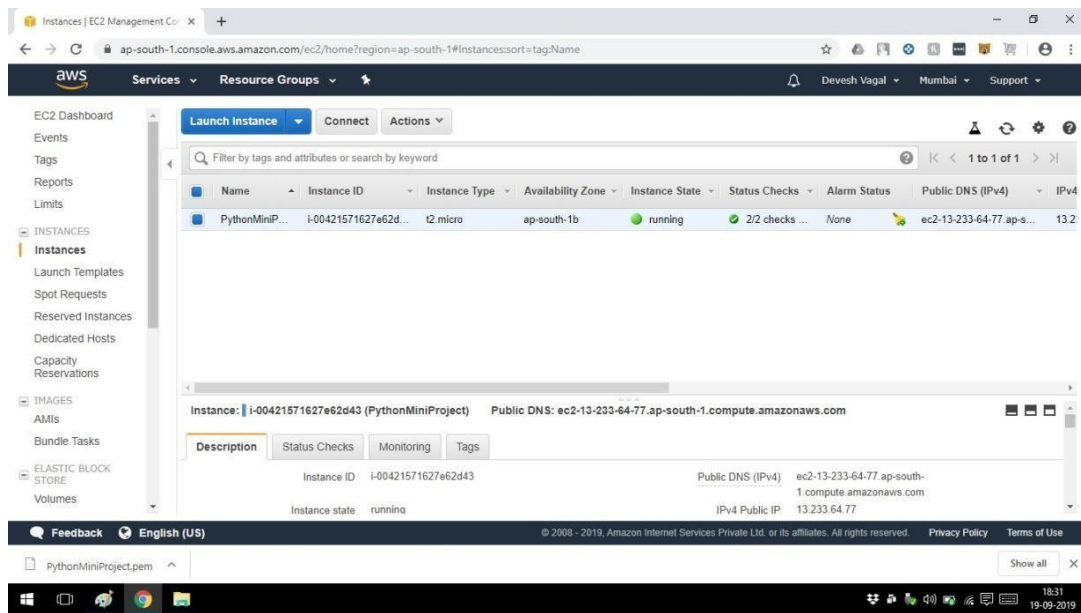 Instances | EC2 Management Co
ap-south-1.console.aws.amazon.com/ec2/home?region=ap-south-1#Instances:sort=tag:Name
aws Services Resource Groups Devesh Vagal Mumbai Support
EC2 Dashboard
Events
Tags
Reports
Limits
INSTANCES
Instances
Launch Templates
Spot Requests
Reserved Instances
Dedicated Hosts
Capacity
Reservations
IMAGES
AMIs
Bundle Tasks
ELASTIC BLOCK
STORE
Volumes
Launch Instance Connect Actions
Filter by tags and attributes or search by keyword 1 to 1 of 1
Name Instance ID Instance Type Availability Zone Instance State Status Checks Alarm Status Public DNS (IPv4) IPv4
PythonMiniP... i-00421571627e62d... t2.micro ap-south-1b running 2/2 checks ... None ec2-13-233-64-77.ap-s... 13.2
Instance: i-00421571627e62d43 (PythonMiniProject) Public DNS: ec2-13-233-64-77.ap-south-1.compute.amazonaws.com
Description Status Checks Monitoring Tags
Instance ID i-00421571627e62d43 Public DNS (IPv4) ec2-13-233-64-77.ap-south-
1.compute.amazonaws.com
Instance state running IPv4 Public IP 13.233.64.77
Feedback English (US) © 2008 - 2019, Amazon Internet Services Private Ltd. or its affiliates. All rights reserved. Privacy Policy Terms of Use
PythonMiniProject.pem Show all
18:31
19-09-2019